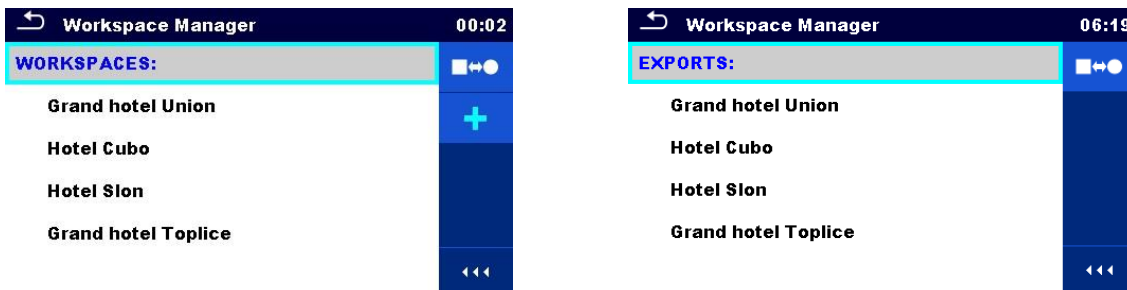 Workspace Manager 00:02
WORKSPACES:
Grand hotel Union
Hotel Cubo
Hotel Slon
Grand hotel Toplice
Workspace Manager 06:19
EXPORTS:
Grand hotel Union
Hotel Cubo
Hotel Slon
Grand hotel Toplice